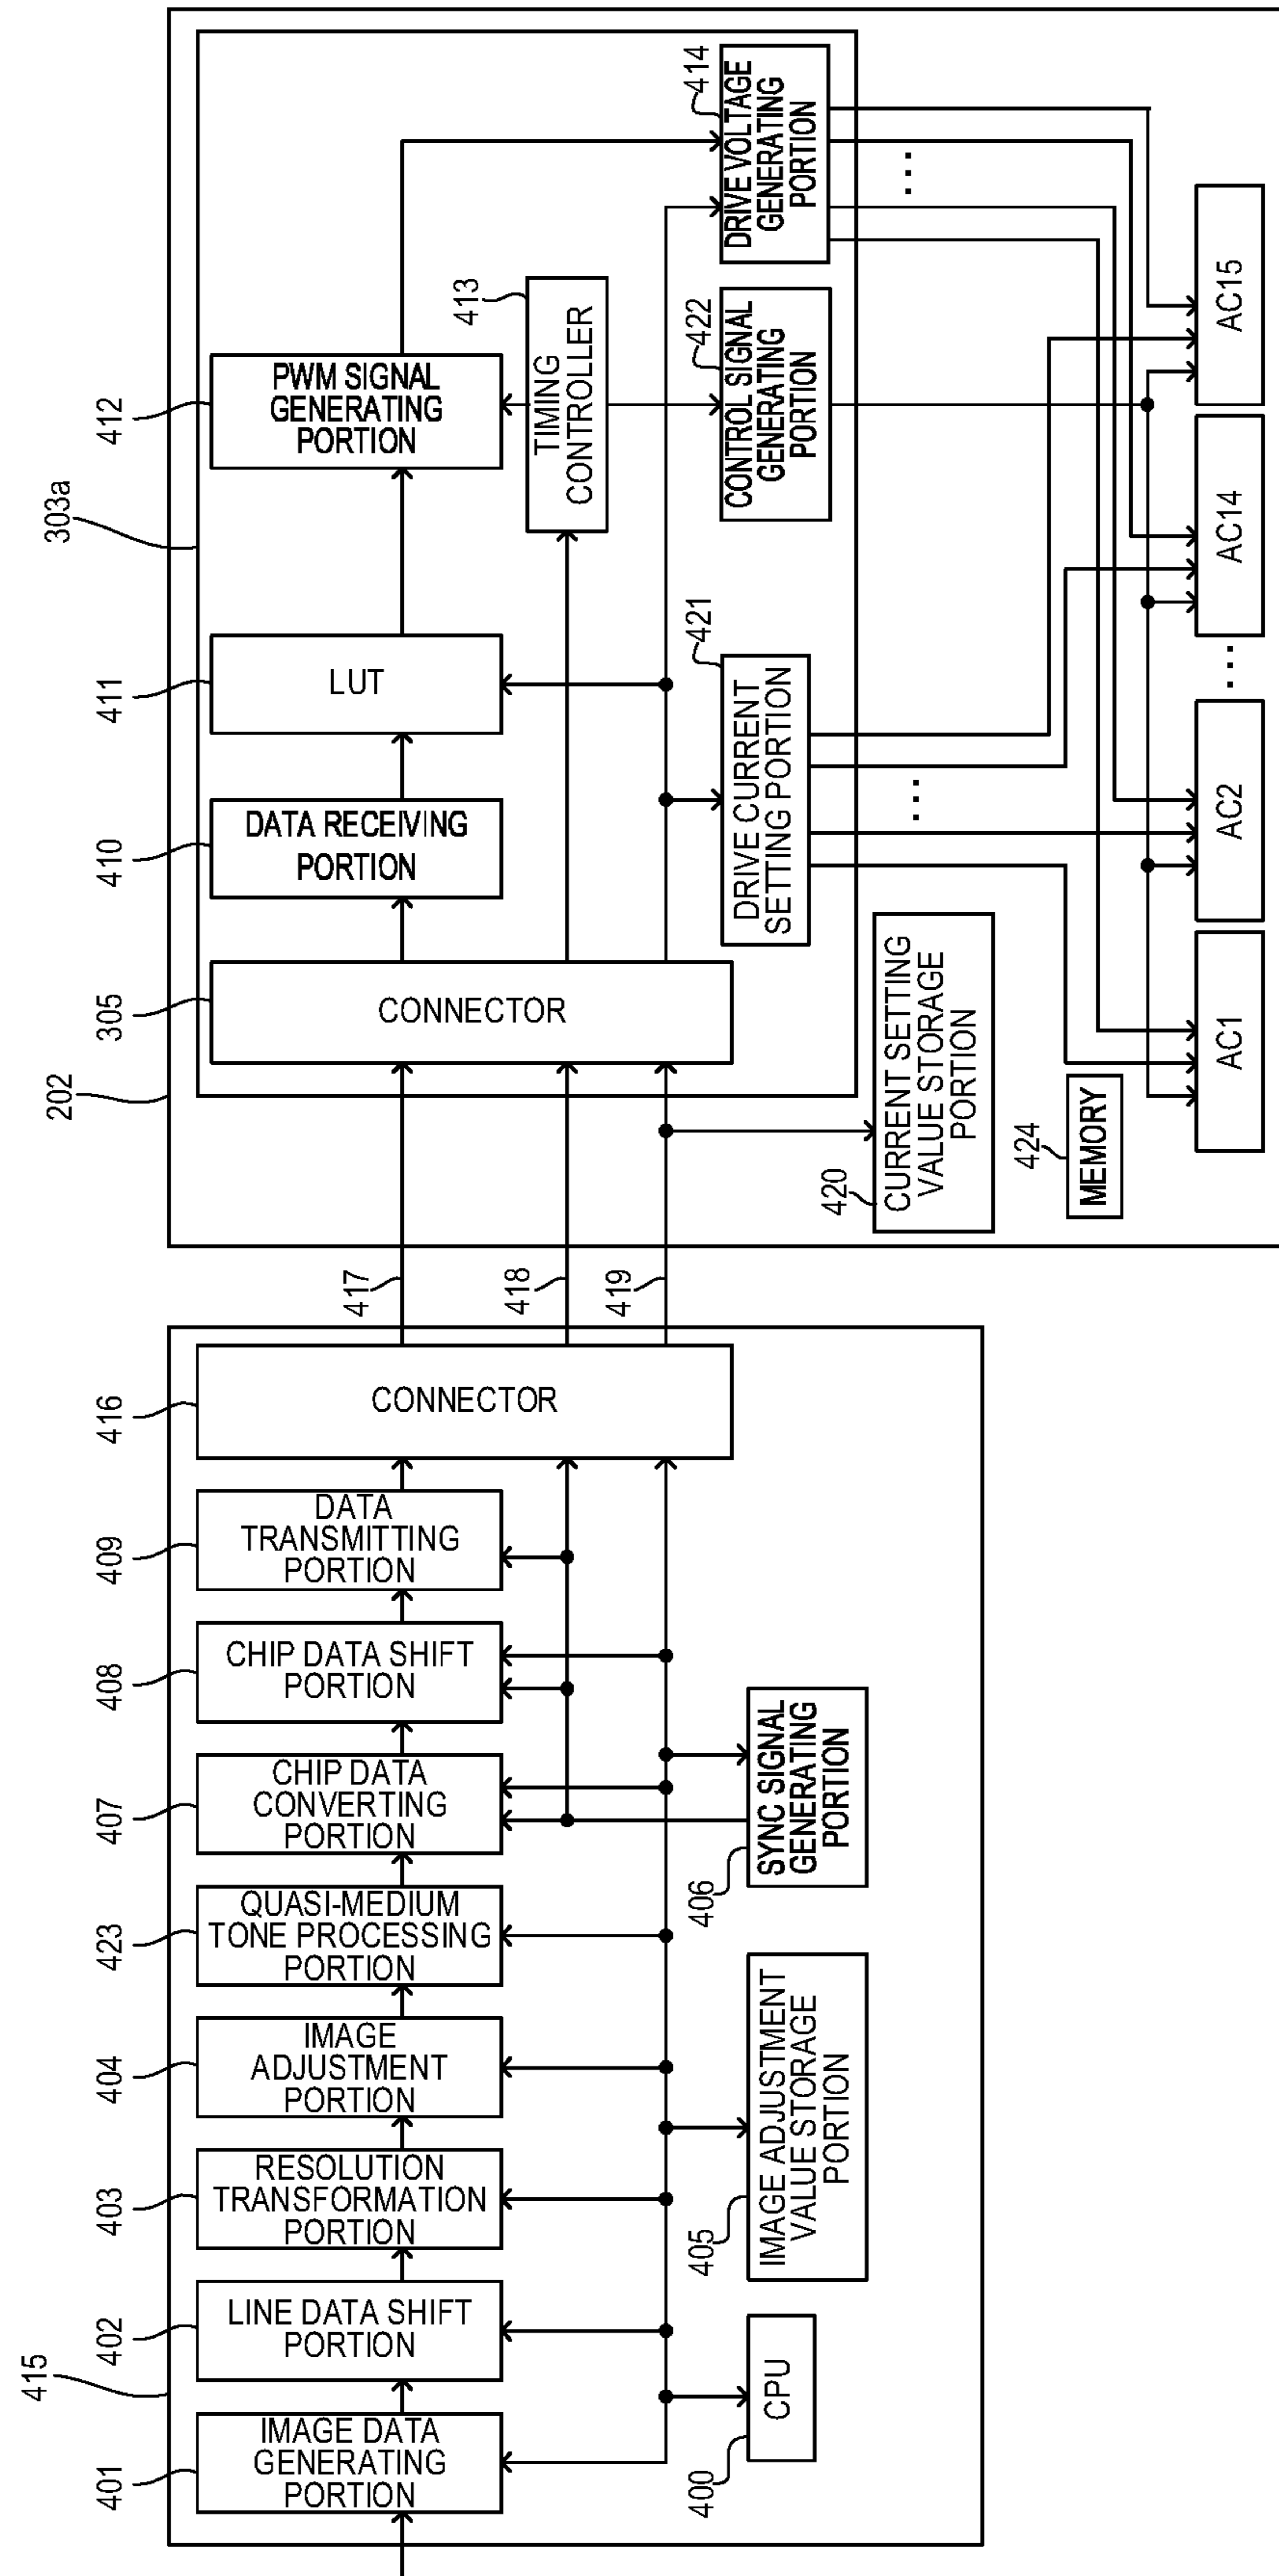 415
401
IMAGE DATA
GENERATING
PORTION
402
LINE DATA SHIFT
PORTION
403
RESOLUTION
TRANSFORMATION
PORTION
404
IMAGE
ADJUSTMENT
PORTION
423
QUASI-MEDIUM
TONE PROCESSING
PORTION
407
CHIP DATA
CONVERTING
PORTION
408
CHIP DATA SHIFT
PORTION
409
DATA
TRANSMITTING
PORTION
416
CONNECTOR
400
CPU
405
IMAGE ADJUSTMENT
VALUE STORAGE
PORTION
406
SYNC SIGNAL
GENERATING
PORTION
417
418
419
202
303a
305
CONNECTOR
410
DATA RECEIVING
PORTION
411
LUT
412
PWM SIGNAL
GENERATING
PORTION
413
TIMING
CONTROLLER
421
DRIVE CURRENT
SETTING PORTION
...
422
CONTROL SIGNAL
GENERATING
PORTION
414
DRIVE VOLTAGE
GENERATING
PORTION
...
420
CURRENT SETTING
VALUE STORAGE
PORTION
424
MEMORY
AC1
AC2
...
AC14
AC15